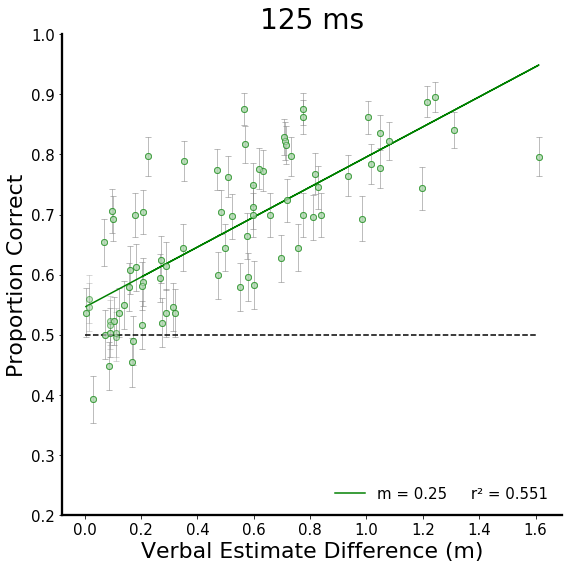 125 ms
Proportion Correct
1.0
0.9
0.8
0.7
0.6
0.5
0.4
0.3
0.2
m = 0.25 r² = 0.551
0.0 0.2 0.4 0.6 0.8 1.0 1.2 1.4 1.6
Verbal Estimate Difference (m)